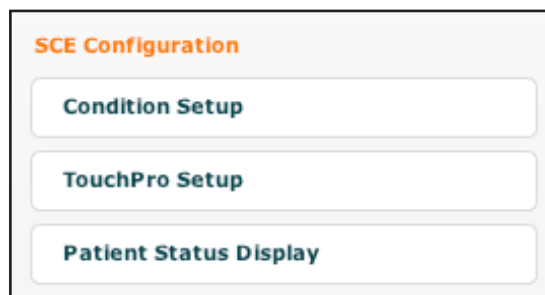 SCE Configuration
Condition Setup
TouchPro Setup
Patient Status Display